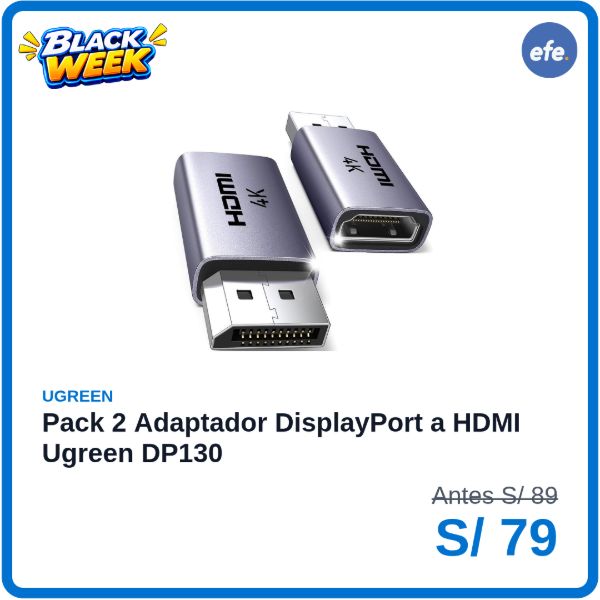 BLACK
WEEK
efe.
HDMI
4K
HDMI
4K
UGREEN
Pack 2 Adaptador DisplayPort a HDMI
Ugreen DP130
Antes S/ 89
S/ 79